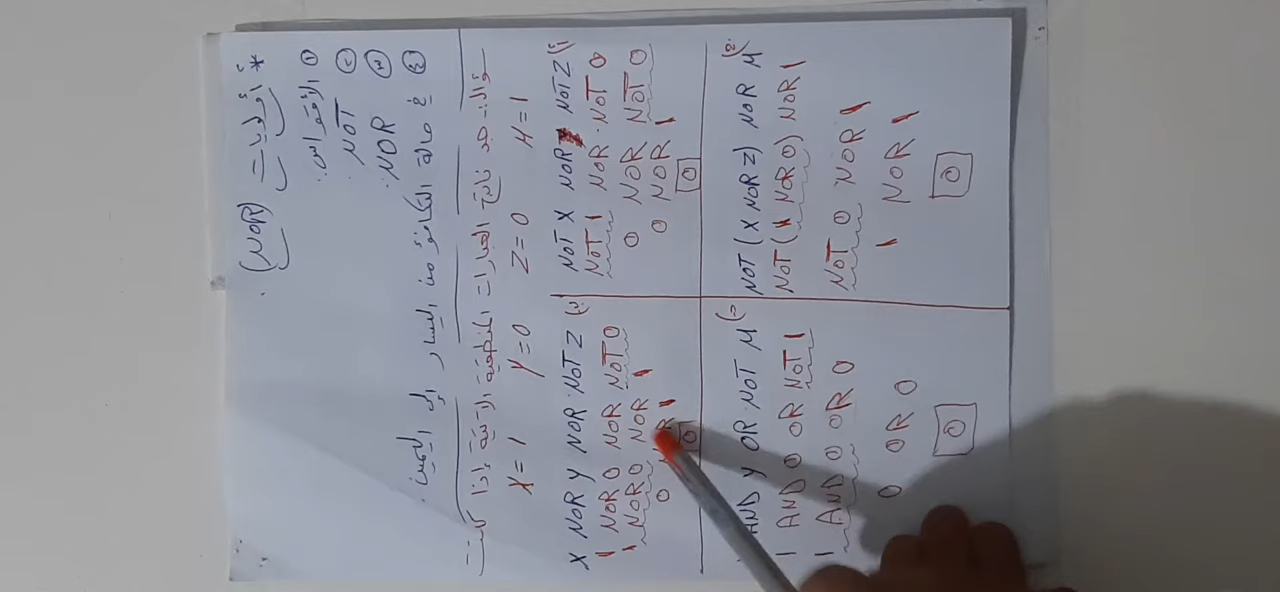 * أولويات (NOR)
① الأقواس.
② NOT
③ NOR
④ في حالة التكافؤ من اليسار إلى اليمين.
سؤال: جد ناتج العبارات المنطقية الآتية إذا كانت
X=1 Y=0 Z=0 M=1
X NOR Y NOR NOT Z
1 NOR 0 NOR NOT 0
1 NOR 0 NOR 1
0 1
0
NOT X NOR NOT Z
NOT 1 NOR NOT 0
0 NOR NOT 0
0 NOR 1
0
AND Y OR NOT M
1 AND 0 OR NOT 1
1 AND 0 OR 0
0 OR 0
0
NOT (X NOR Z) NOR M
NOT (1 NOR 0) NOR 1
NOT 0 NOR 1
1 NOR 1
0